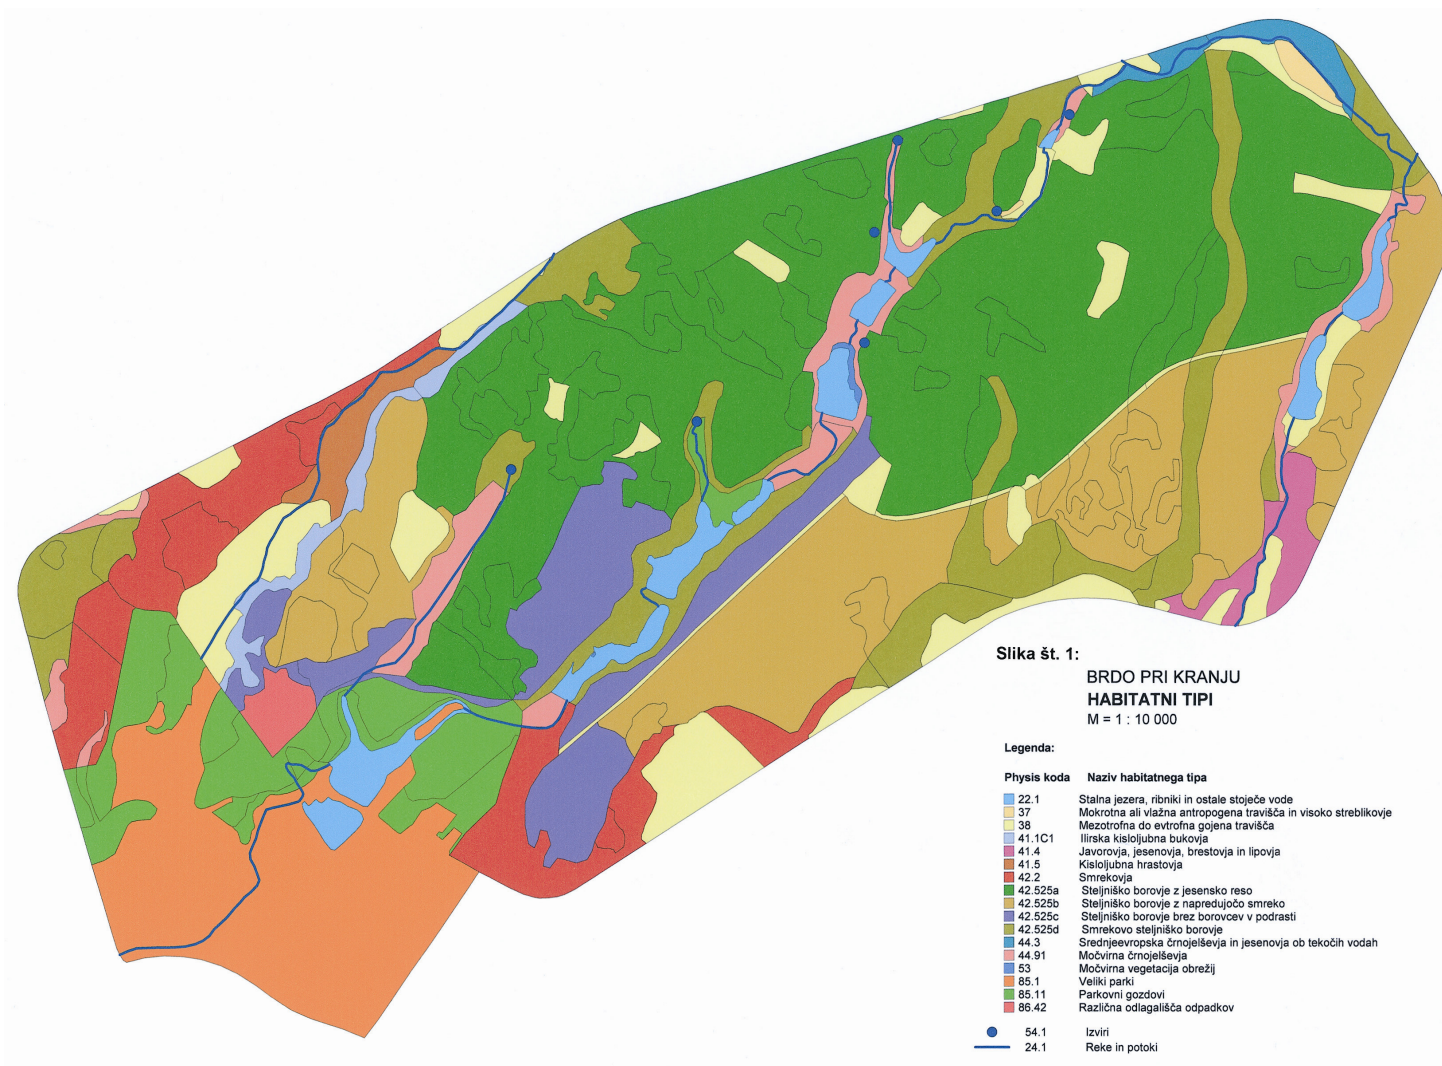 Slika št. 1:
BRDO PRI KRANJU
HABITATNI TIPI
M = 1 : 10 000
Legenda:
Physis koda Naziv habitatnega tipa
22.1 Stalna jezera, ribniki in ostale stoječe vode
37 Mokrotna ali vlažna antropogena travišča in visoko streblikovje
38 Mezotrofna do evtrofna gojena travišča
41.1C1 Ilirska kisloljubna bukovja
41.4 Javorovja, jesenovja, brestovja in lipovja
41.5 Kisloljubna hrastovja
42.2 Smrekovja
42.525a Steljniško borovje z jesensko reso
42.525b Steljniško borovje z napredujočo smreko
42.525c Steljniško borovje brez borovcev v podrasti
42.525d Smrekovo steljniško borovje
44.3 Srednjeevropska črnojelševja in jesenovja ob tekočih vodah
44.91 Močvirna črnojelševja
53 Močvirna vegetacija obrežij
85.1 Veliki parki
85.11 Parkovni gozdovi
86.42 Različna odlagališča odpadkov
54.1 Izviri
24.1 Reke in potoki